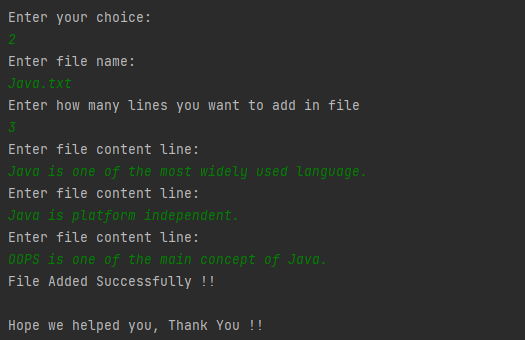 Enter your choice:
2
Enter file name:
Java.txt
Enter how many lines you want to add in file
3
Enter file content line:
Java is one of the most widely used language.
Enter file content line:
Java is platform independent.
Enter file content line:
OOPS is one of the main concept of Java.
File Added Successfully !!
Hope we helped you, Thank You !!